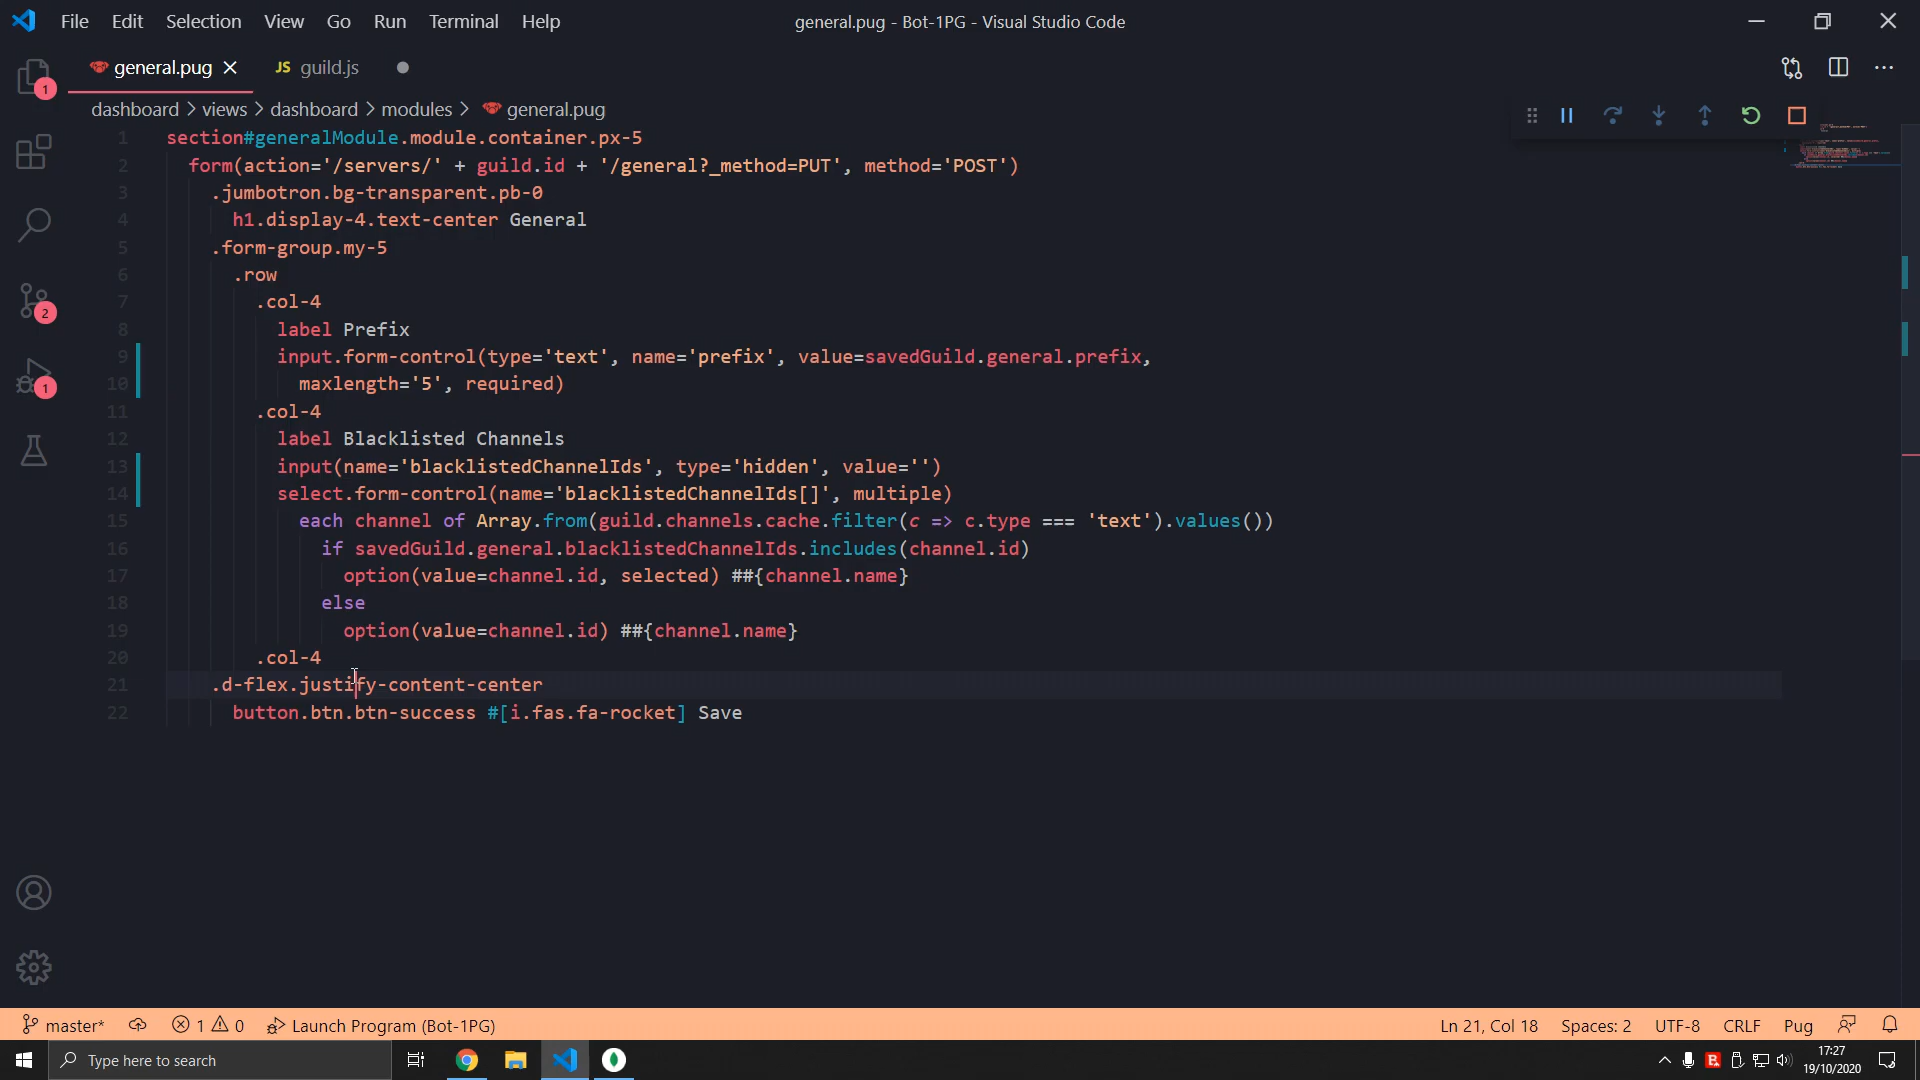 File Edit Selection View Go Run Terminal Help
general.pug - Bot-1PG - Visual Studio Code
general.pug
JS guild.js
1
dashboard > views > dashboard > modules > general.pug
1 section#generalModule.module.container.px-5
2 form(action='/servers/' + guild.id + '/general?_method=PUT', method='POST')
3 .jumbotron.bg-transparent.pb-0
4 h1.display-4.text-center General
5 .form-group.my-5
6 .row
7 .col-4
8 label Prefix
9 input.form-control(type='text', name='prefix', value=savedGuild.general.prefix,
10 maxlength='5', required)
11 .col-4
12 label Blacklisted Channels
13 input(name='blacklistedChannelIds', type='hidden', value='')
14 select.form-control(name='blacklistedChannelIds[]', multiple)
15 each channel of Array.from(guild.channels.cache.filter(c => c.type === 'text').values())
16 if savedGuild.general.blacklistedChannelIds.includes(channel.id)
17 option(value=channel.id, selected) ##{channel.name}
18 else
19 option(value=channel.id) ##{channel.name}
20 .col-4
21 .d-flex.justify-content-center
22 button.btn.btn-success #[i.fas.fa-rocket] Save
2
1
master* 1 0 Launch Program (Bot-1PG)
Ln 21, Col 18 Spaces: 2 UTF-8 CRLF Pug
Type here to search
17:27
19/10/2020